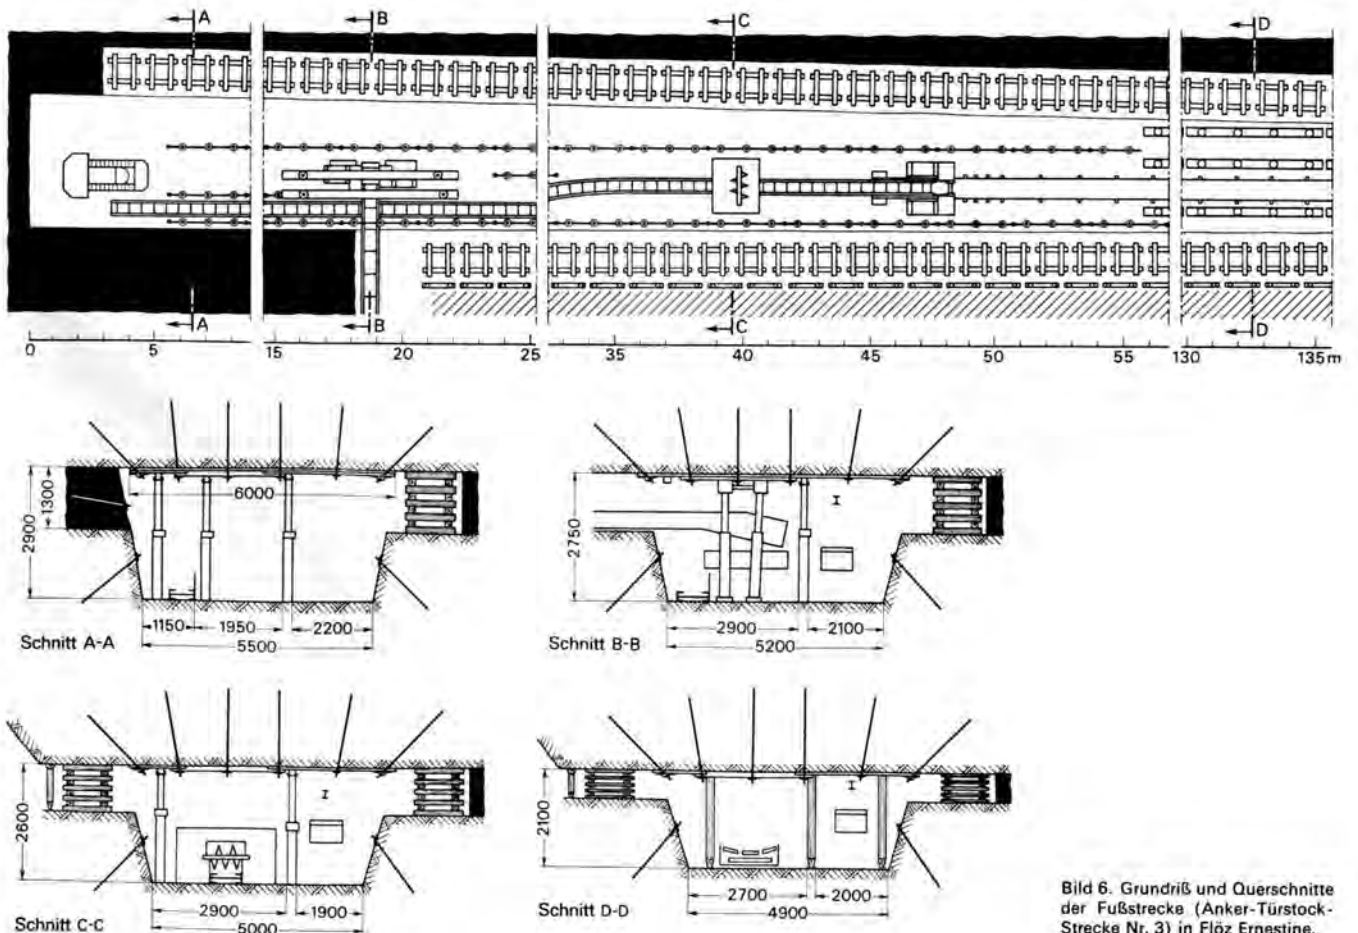 A B C D
A B C D
0 5 15 20 25 35 40 45 50 55 130 135 m
2900
1300
6000
1150 1950 2200
5500
Schnitt A-A
2750
2900 2100
5200
Schnitt B-B
2600
2900 1900
5000
Schnitt C-C
2100
2700 2000
4900
Schnitt D-D
Bild 6. Grundriß und Querschnitte
der Fußstrecke (Anker-Türstock-
Strecke Nr. 3) in Flöz Ernestine.